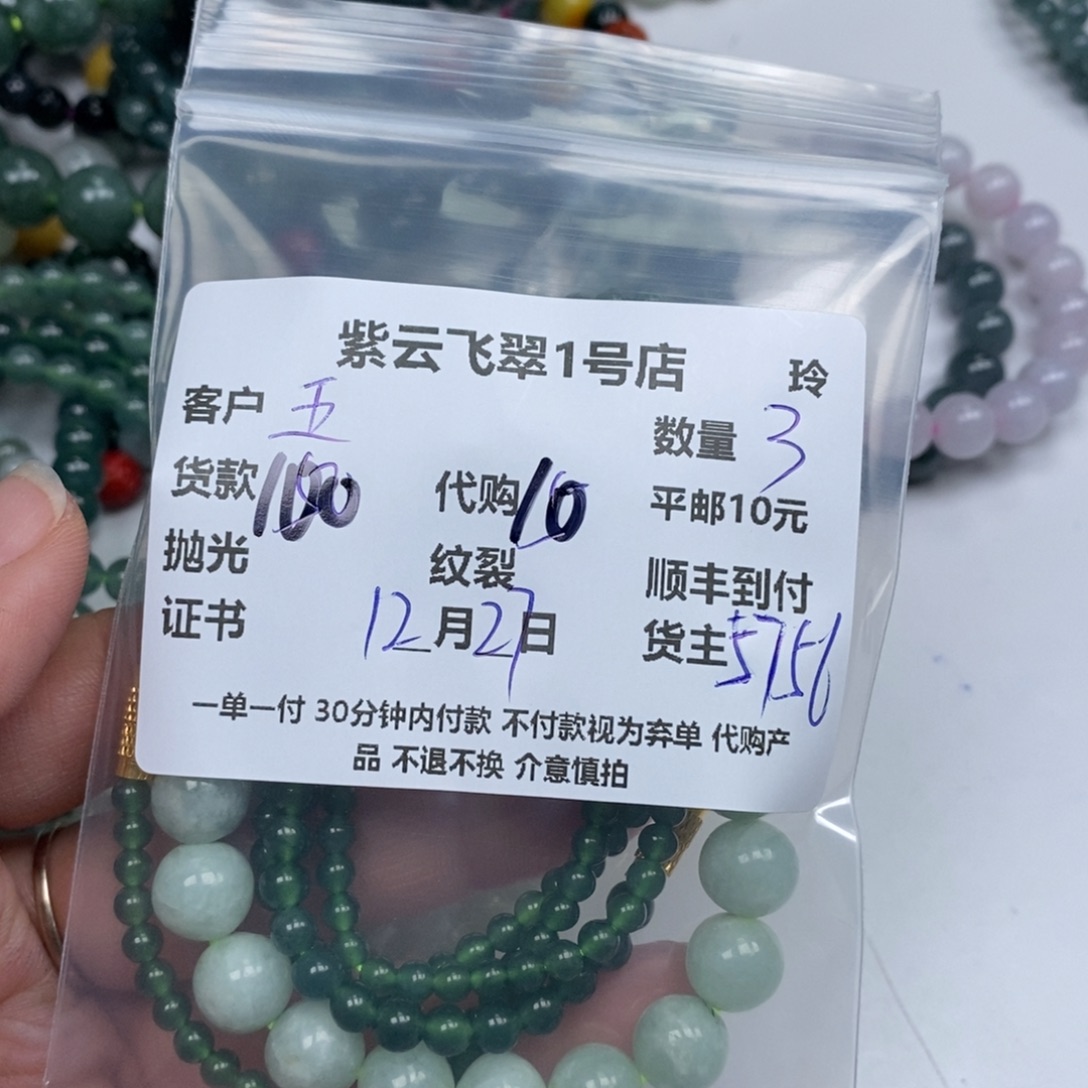 紫云飞翠1号店 玲
客户 五 数量 3
货款 100 代购 10 平邮10元
抛光 纹裂 顺丰到付
证书 12月27日 货主 5756
一单一付 30分钟内付款 不付款视为弃单 代购产
品 不退不换 介意慎拍